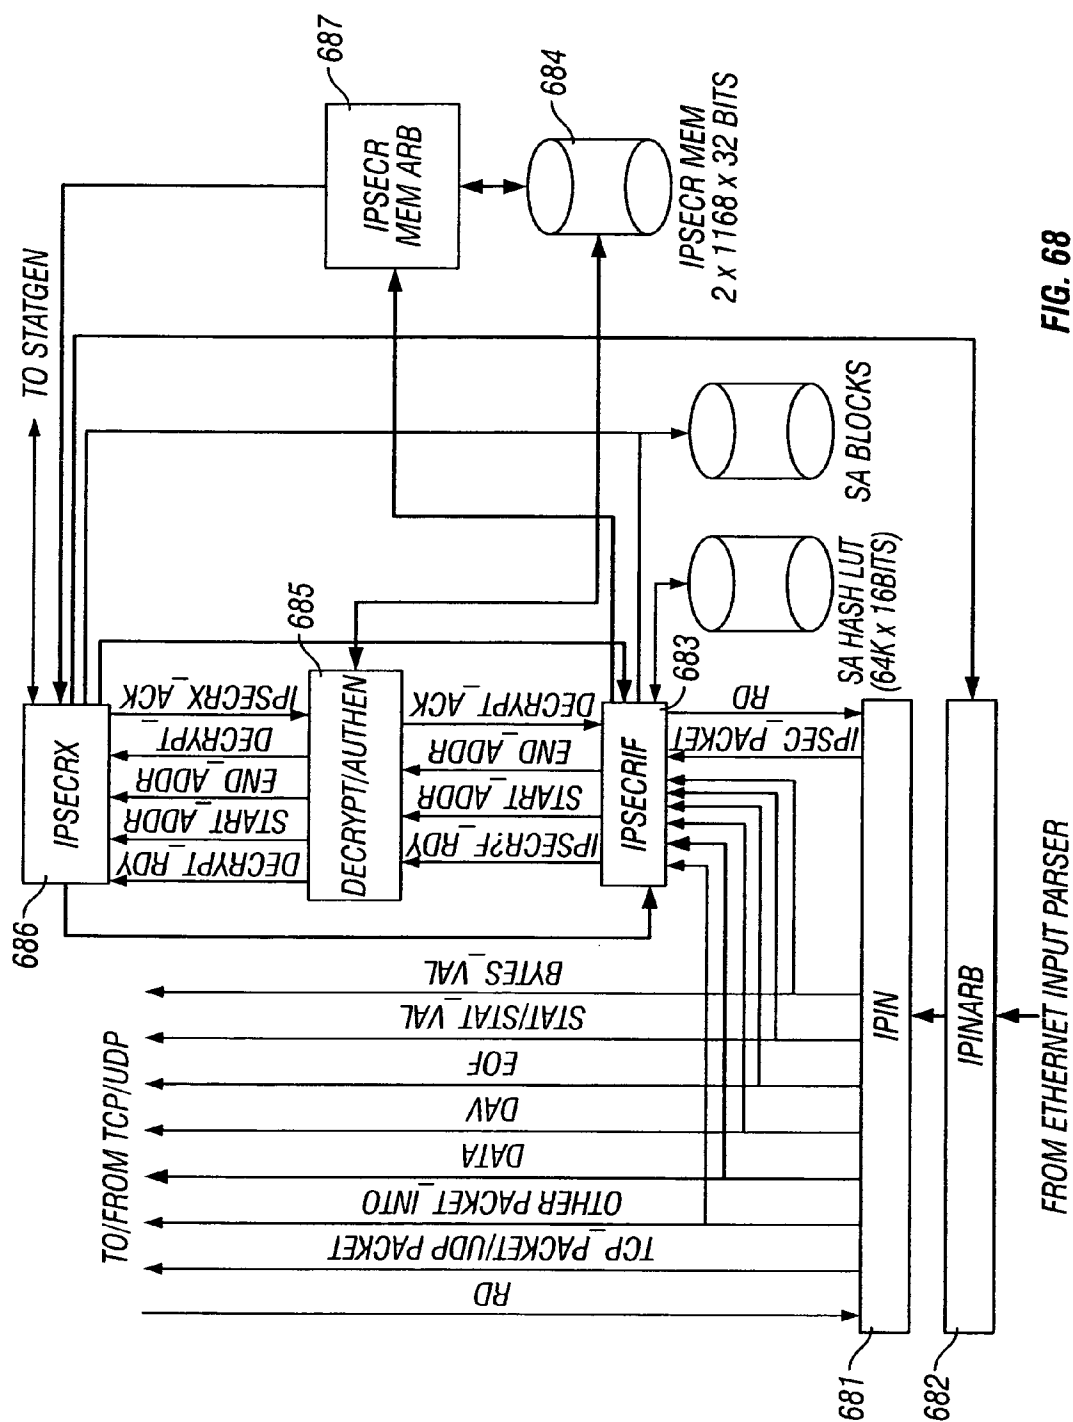 TO/FROM TCP/UDP
RD
TCP_PACKET/UDP PACKET
OTHER PACKET_INTO
DATA
DAV
EOF
STAT/STAT_VAL
BYTES_VAL
686
IPSECRX
TO STATGEN
DECRYPT_RDY
START_ADDR
END_ADDR
DECRYPT_
IPSECRX_ACK
685
DECRYPT/AUTHEN
IPSECR?F_RDY
START_ADDR
END_ADDR
DECRYPT_ACK
IPSECRIF
683
IPSEC_PACKET
RD
687
IPSECR
MEM ARB
684
IPSECR MEM
2 x 1168 x 32 BITS
SA HASH LUT
(64K x 16BITS)
SA BLOCKS
681
IPIN
682
IPINARB
FROM ETHERNET INPUT PARSER
FIG. 68